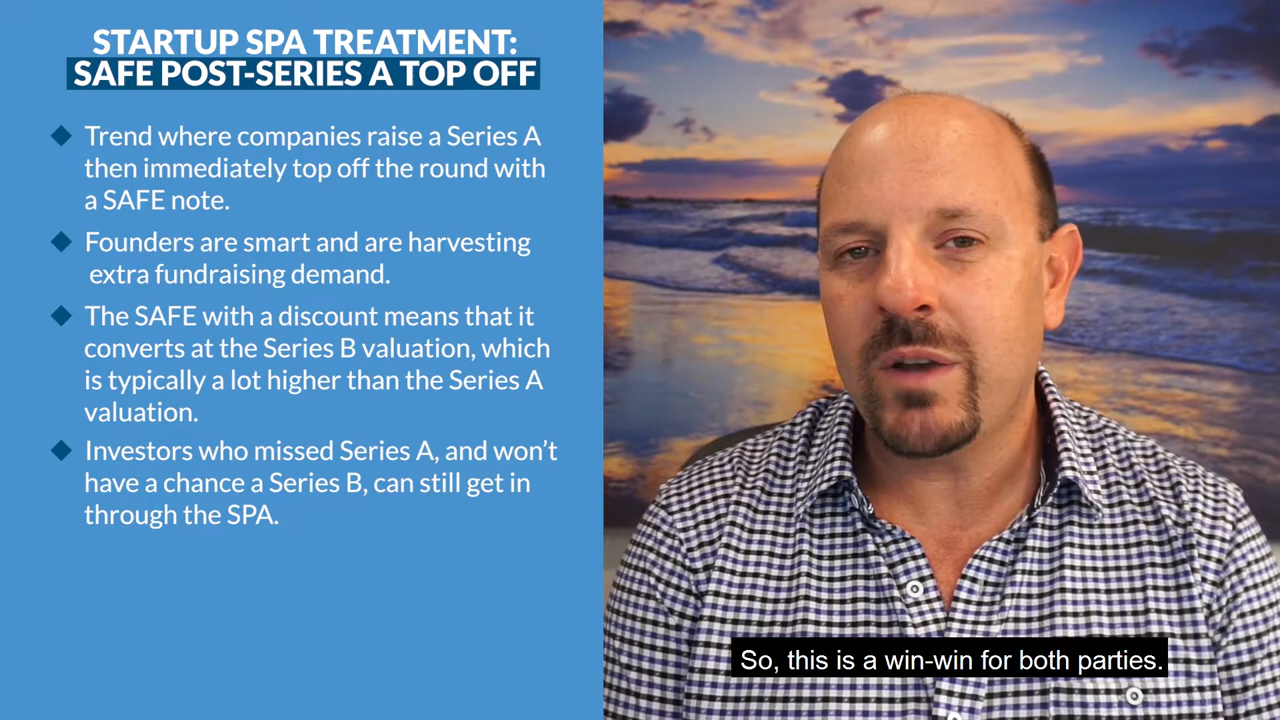 STARTUP SPA TREATMENT:
SAFE POST-SERIES A TOP OFF
Trend where companies raise a Series A
then immediately top off the round with
a SAFE note.
Founders are smart and are harvesting
extra fundraising demand.
The SAFE with a discount means that it
converts at the Series B valuation, which
is typically a lot higher than the Series A
valuation.
Investors who missed Series A, and won't
have a chance a Series B, can still get in
through the SPA.
So, this is a win-win for both parties.